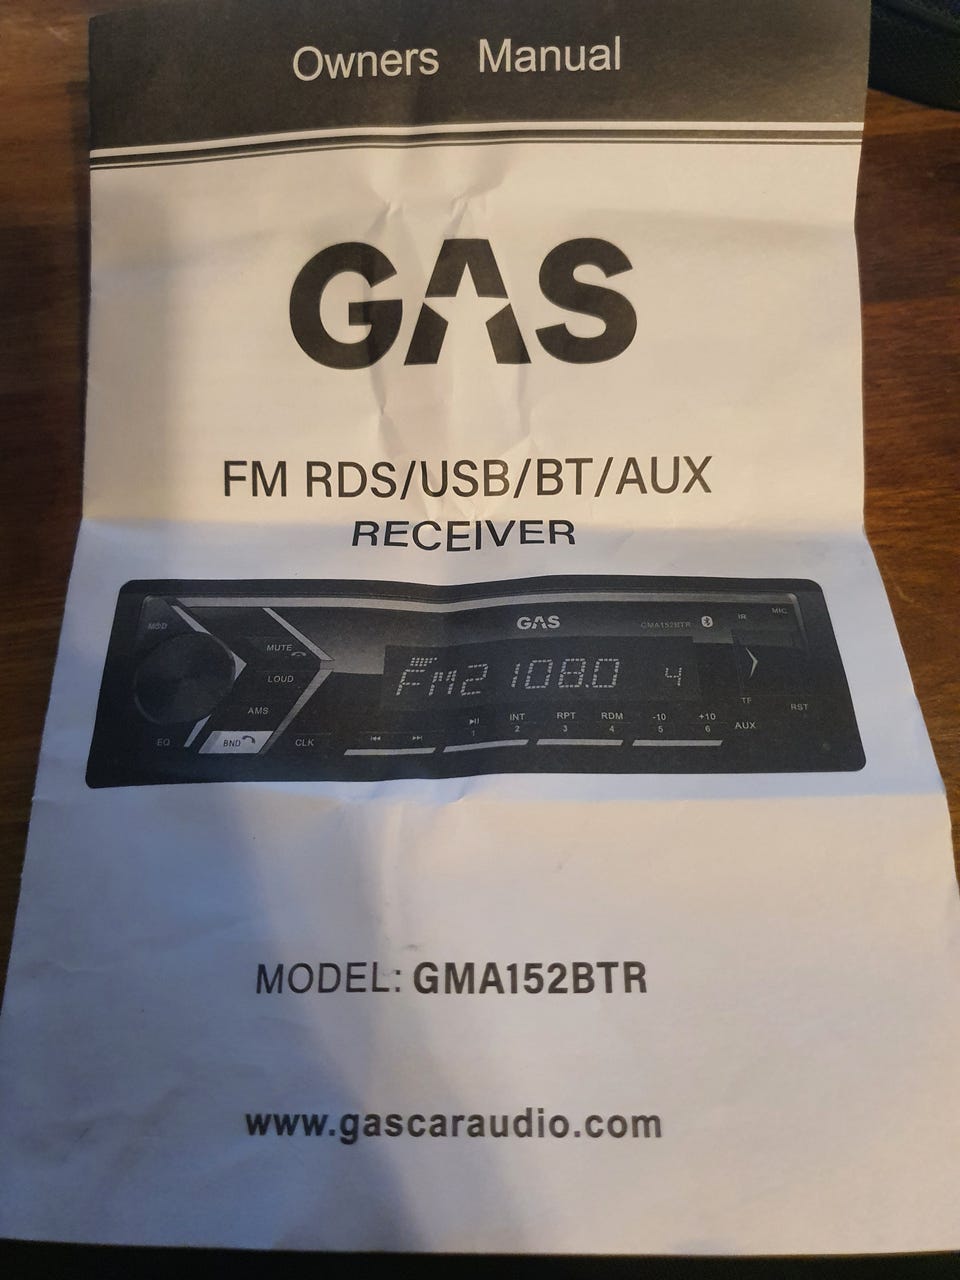 Owners Manual
GAS
FM RDS/USB/BT/AUX
RECEIVER
GAS
GMA152BTR
IR
MIC
MOD
MUTE
LOUD
AMS
EQ
BND
CLK
FM2 108.0 4
INT
RPT
RDM
-10
+10
1
2
3
4
5
6
TF
AUX
RST
MODEL: GMA152BTR
www.gascaraudio.com